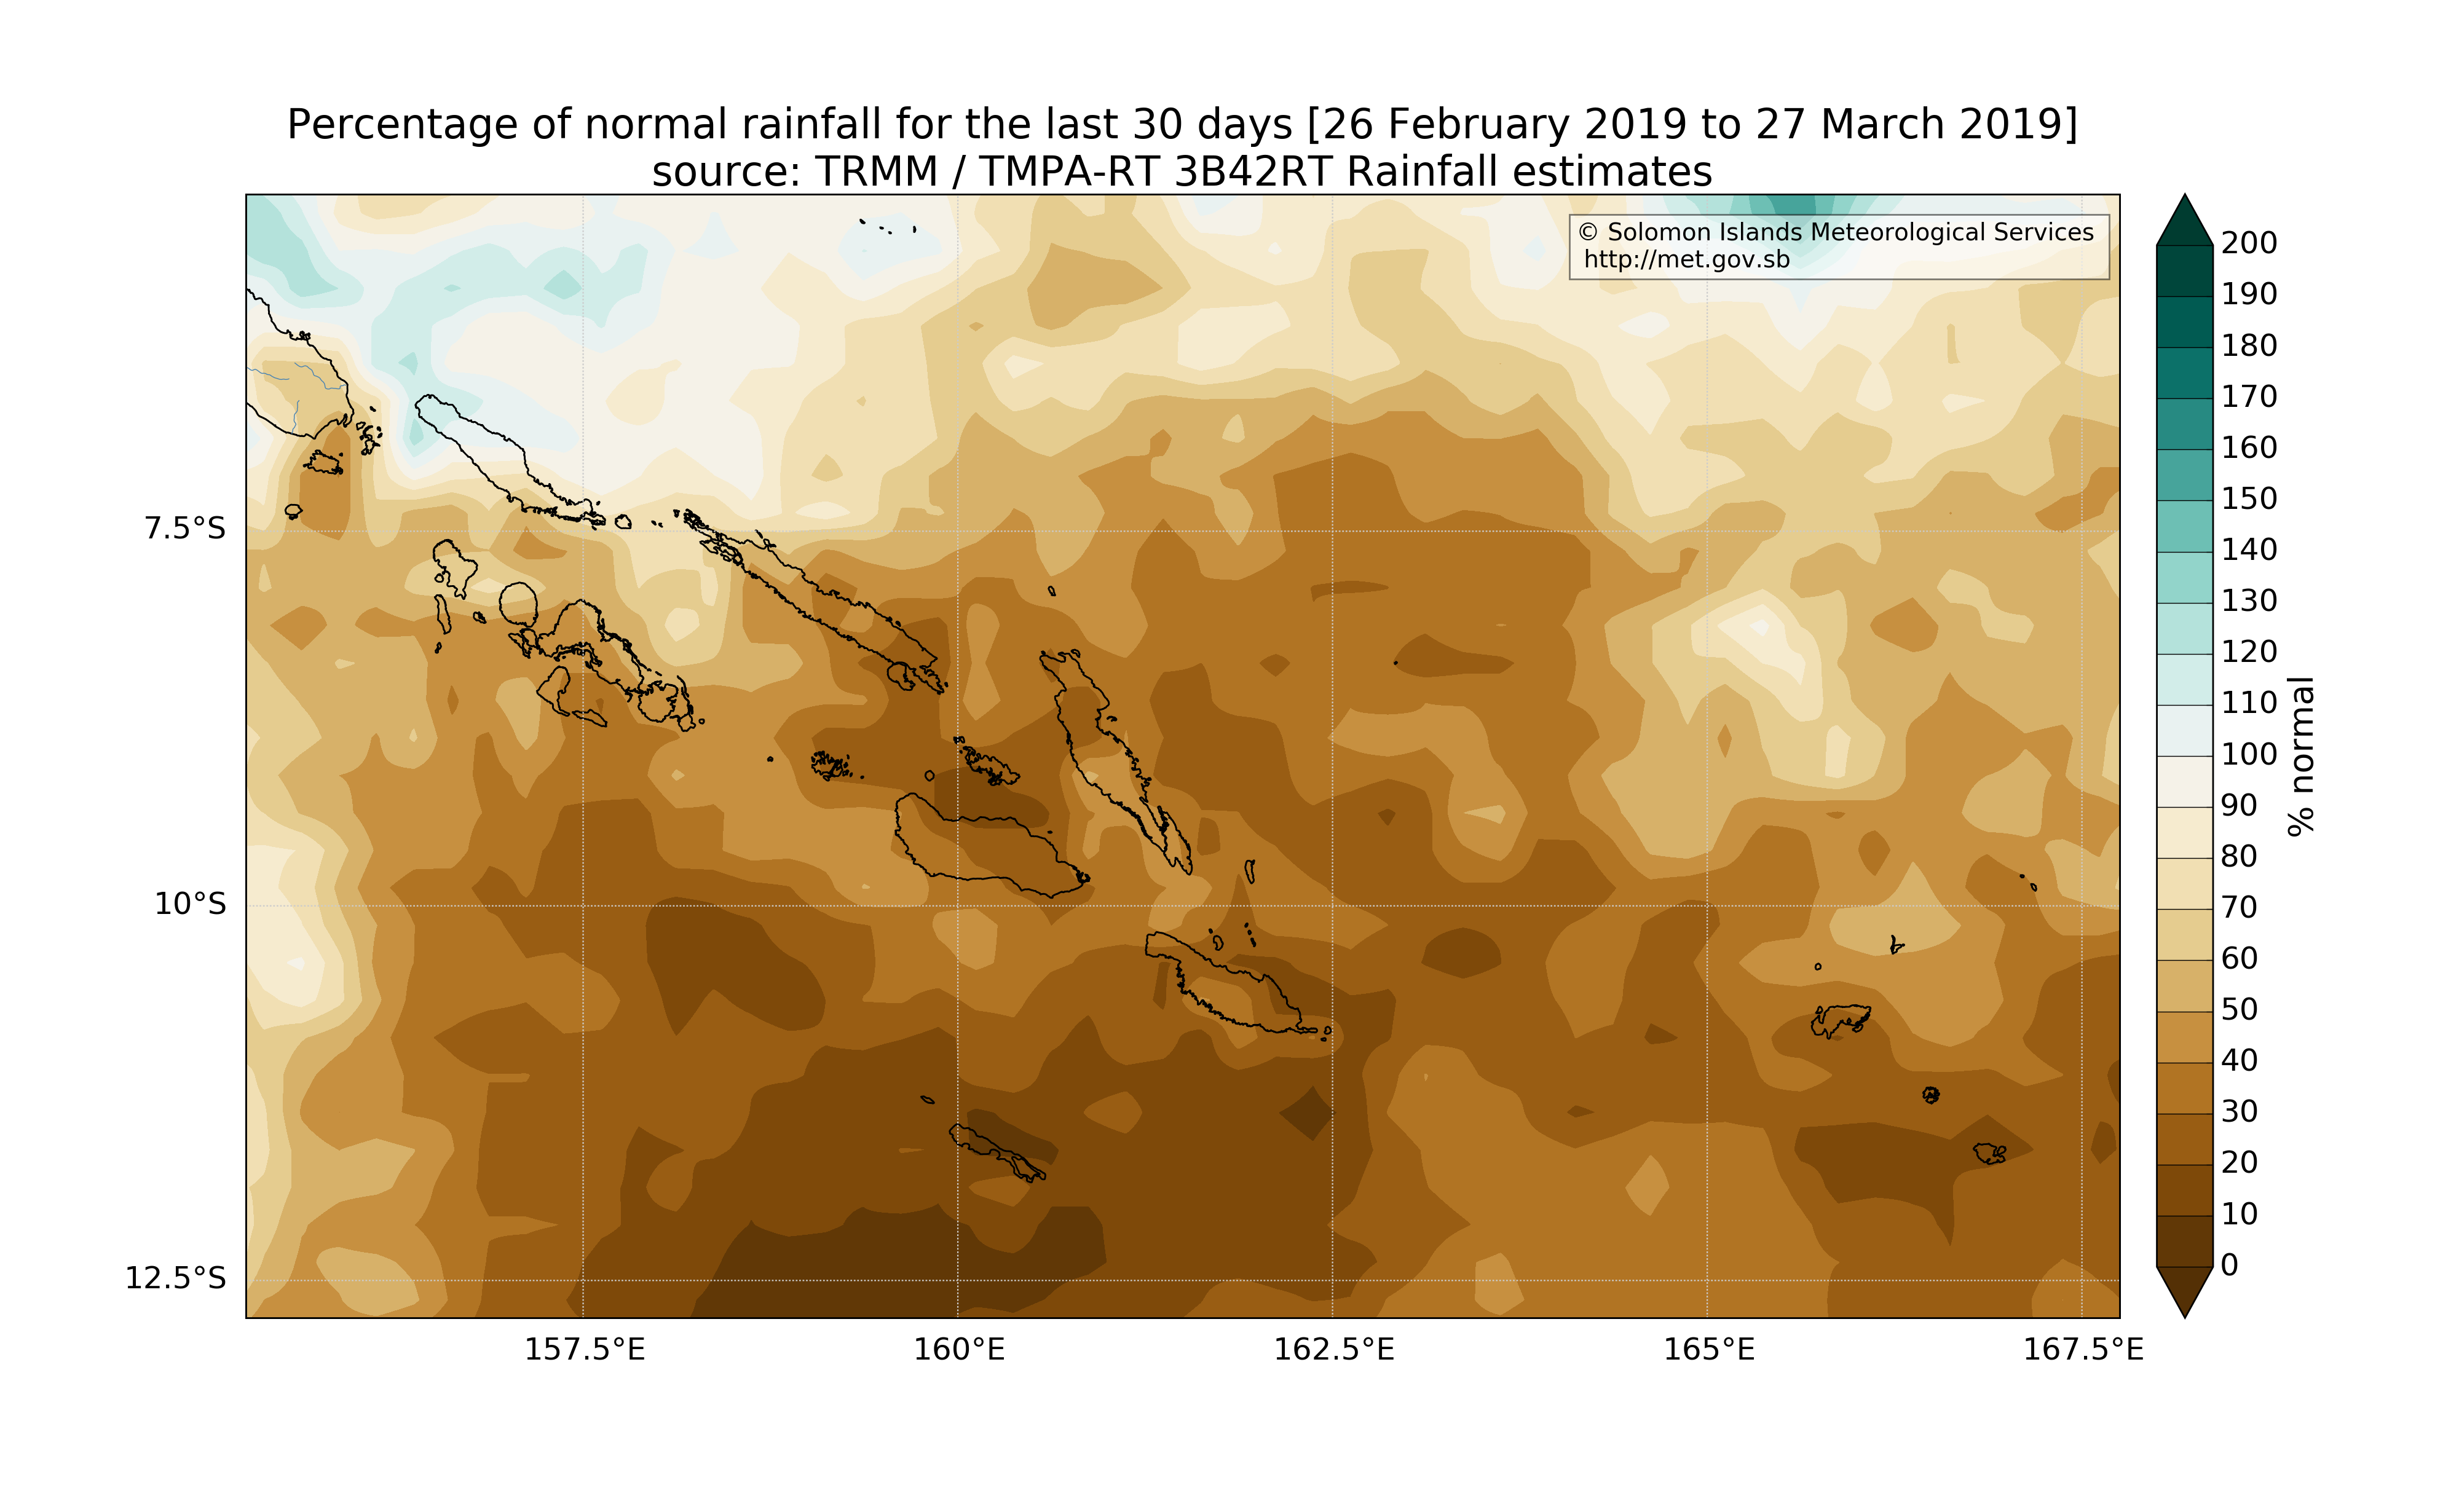 Percentage of normal rainfall for the last 30 days [26 February 2019 to 27 March 2019]
source: TRMM / TMPA-RT 3B42RT Rainfall estimates
© Solomon Islands Meteorological Services
http://met.gov.sb
7.5°S
10°S
12.5°S
157.5°E
160°E
162.5°E
165°E
167.5°E
200
190
180
170
160
150
140
130
120
110
100
90
80
70
60
50
40
30
20
10
0
% normal